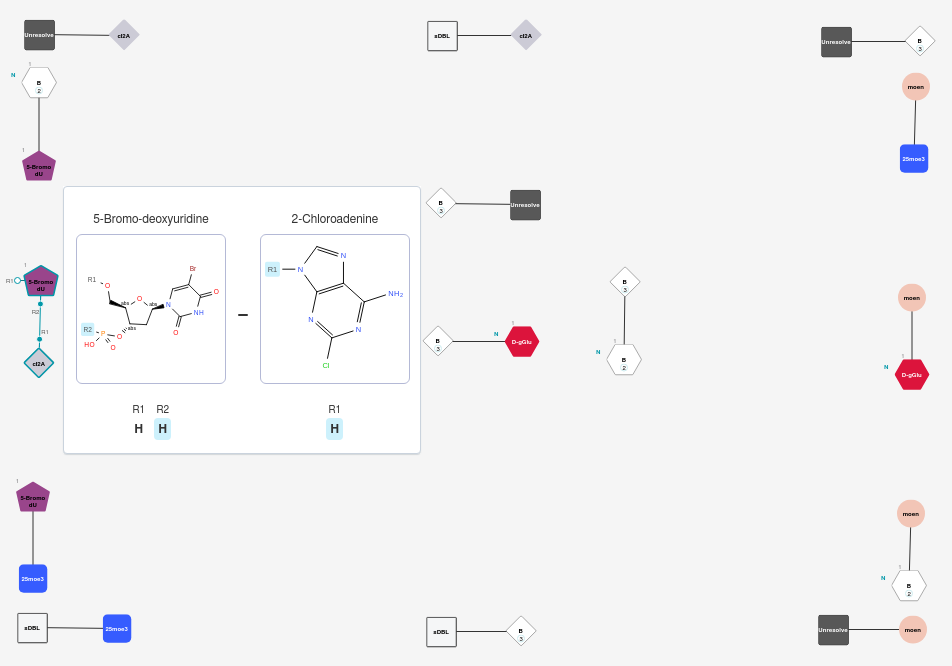 Unresolve
cl2A
sDBL
cl2A
Unresolve
B
3
1
N
B
2
moen
1
5-Bromo
dU
25moe3
B
3
Unresolve
5-Bromo-deoxyuridine
2-Chloroadenine
R1
O
Br
abs
O
abs
N
O
NH
O
R2
P
O
abs
HO
O
R1
N
N
NH2
N
N
Cl
R1 R2
H H
R1
H
1
R1
5-Bromo
dU
R2
R1
cl2A
B
3
1
N
D-gGlu
B
3
1
N
B
2
moen
1
N
D-gGlu
1
5-Bromo
dU
25moe3
moen
1
N
B
2
sDBL
25moe3
sDBL
B
3
Unresolve
moen